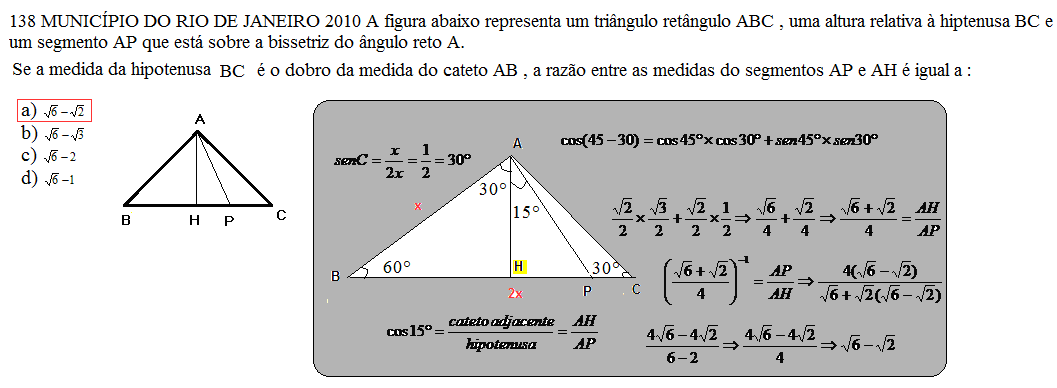 138 MUNICÍPIO DO RIO DE JANEIRO 2010 A figura abaixo representa um triângulo retângulo ABC , uma altura relativa à hiptenusa BC e
um segmento AP que está sobre a bissetriz do ângulo reto A.
Se a medida da hipotenusa BC é o dobro da medida do cateto AB , a razão entre as medidas do segmentos AP e AH é igual a :
a) √6 – √2
b) √6 – √3
c) √6 – 2
d) √6 – 1
A
B H P C
cos(45 – 30) = cos 45° × cos 30° + sen45° × sen30°
senC = x/2x = 1/2 = 30°
A
30°
15°
x
√2/2 × √3/2 + √2/2 × 1/2 ⇒ √6/4 + √2/4 ⇒ (√6 + √2)/4 = AH/AP
B 60° H 30° C
2x P
((√6 + √2)/4)^–1 = AP/AH ⇒ 4(√6 – √2)/(√6 + √2(√6 – √2))
cos15° = cateto adjacente/hipotenusa = AH/AP
(4√6 – 4√2)/(6 – 2) ⇒ (4√6 – 4√2)/4 ⇒ √6 – √2